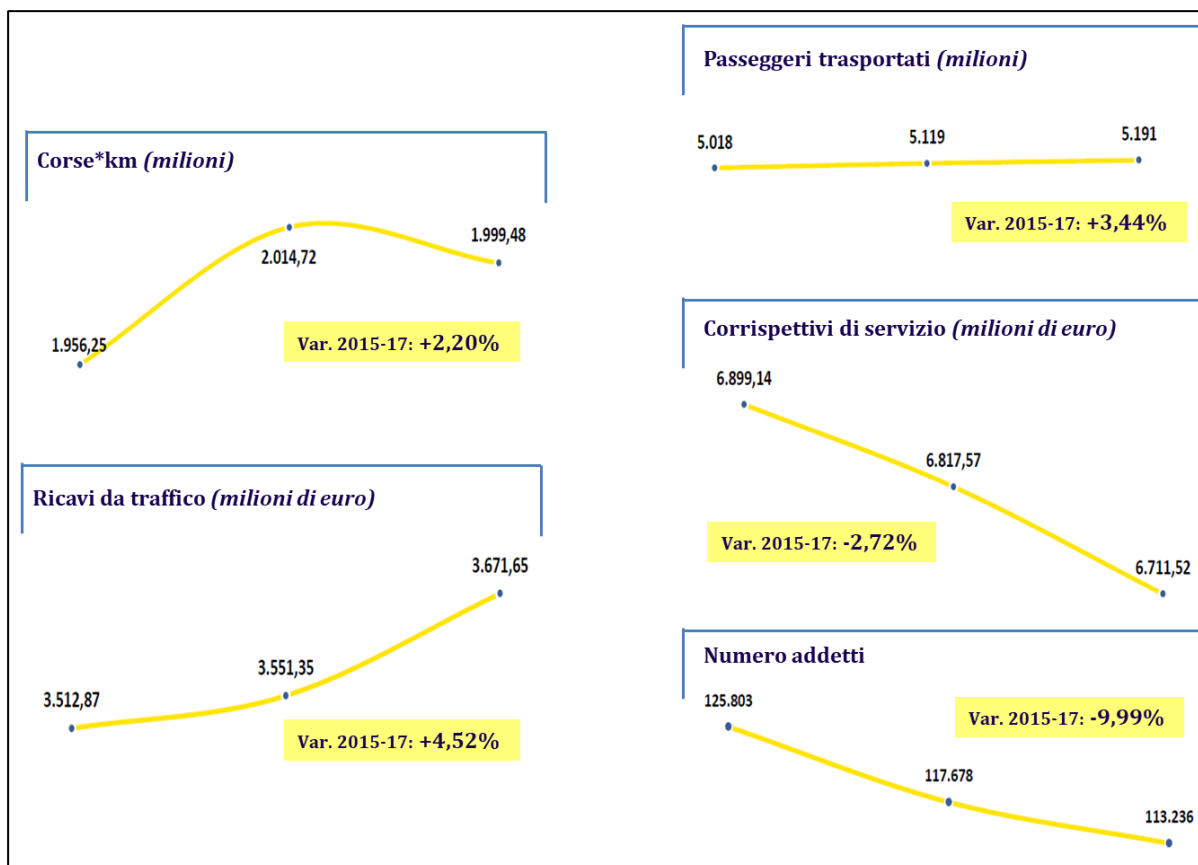 Corse*km (milioni)
1.956,25
2.014,72
1.999,48
Var. 2015-17: +2,20%
Ricavi da traffico (milioni di euro)
3.512,87
3.551,35
3.671,65
Var. 2015-17: +4,52%
Passeggeri trasportati (milioni)
5.018
5.119
5.191
Var. 2015-17: +3,44%
Corrispettivi di servizio (milioni di euro)
6.899,14
6.817,57
6.711,52
Var. 2015-17: -2,72%
Numero addetti
125.803
117.678
113.236
Var. 2015-17: -9,99%